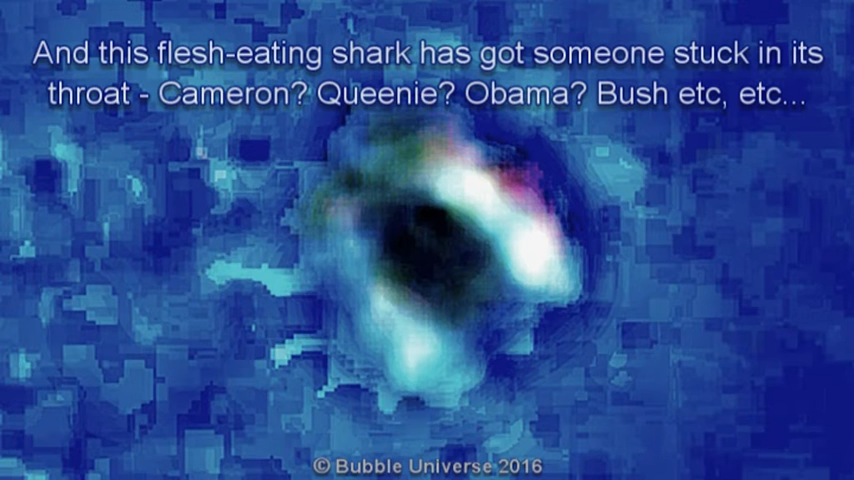 And this flesh-eating shark has got someone stuck in its
throat - Cameron? Queenie? Obama? Bush etc, etc...
© Bubble Universe 2016